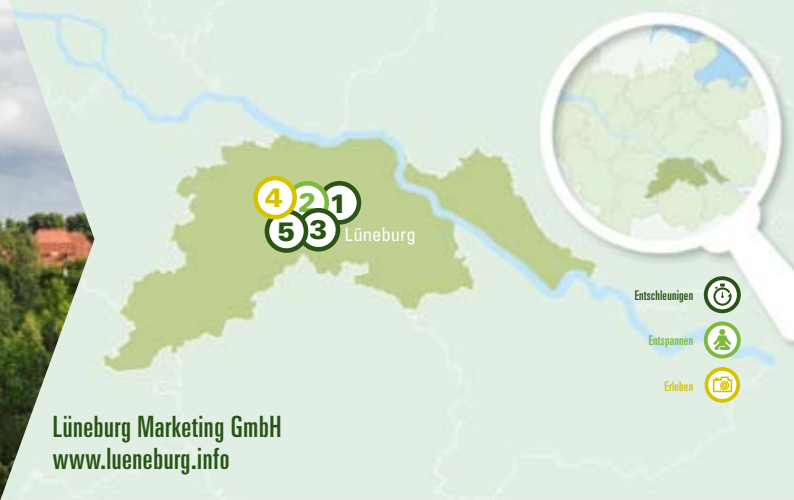 4 2 1
5 3
Lüneburg
Entschleunigen
Entspannen
Erleben
Lüneburg Marketing GmbH
www.lueneburg.info